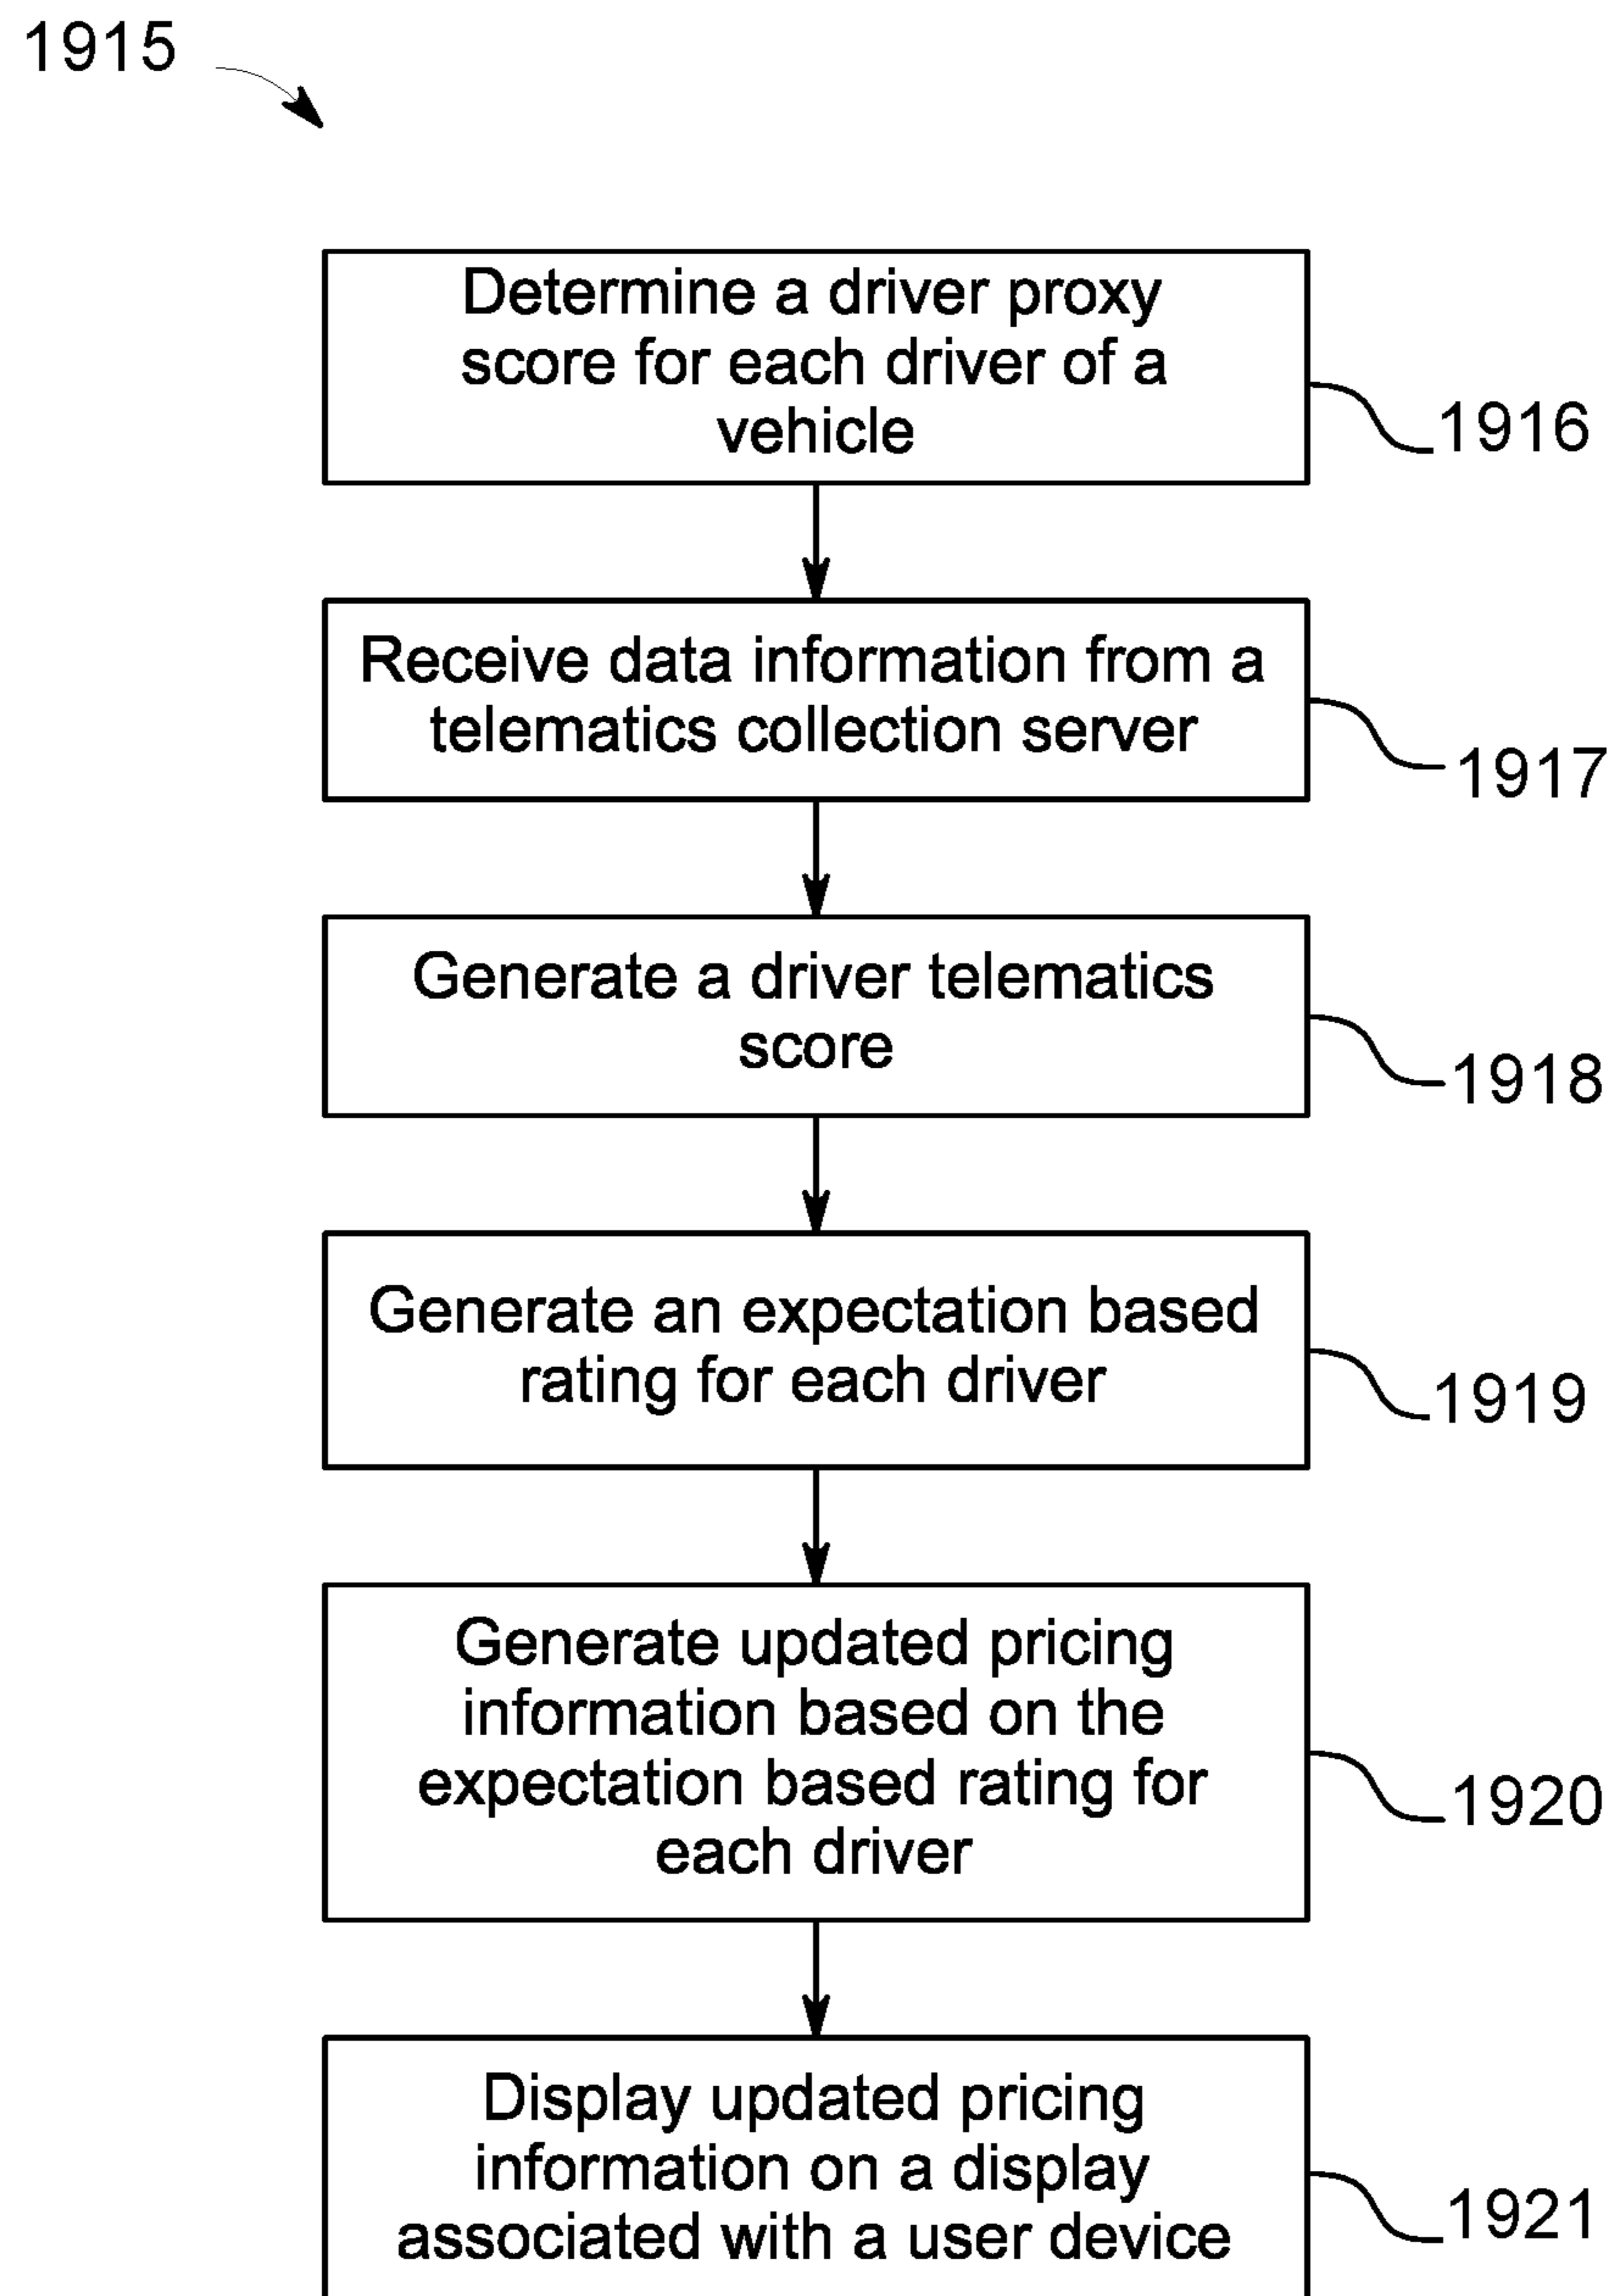 1915
Determine a driver proxy
score for each driver of a
vehicle
1916
Receive data information from a
telematics collection server
1917
Generate a driver telematics
score
1918
Generate an expectation based
rating for each driver
1919
Generate updated pricing
information based on the
expectation based rating for
each driver
1920
Display updated pricing
information on a display
associated with a user device
1921